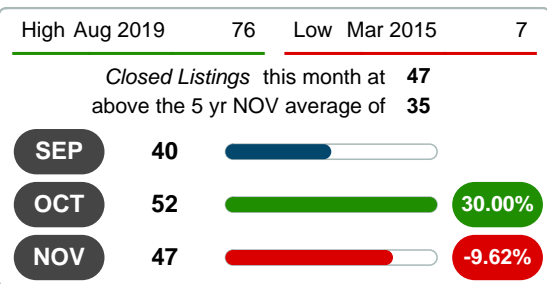 High Aug 2019 76 Low Mar 2015 7
Closed Listings this month at 47
above the 5 yr NOV average of 35
SEP 40
OCT 52 30.00%
NOV 47 -9.62%